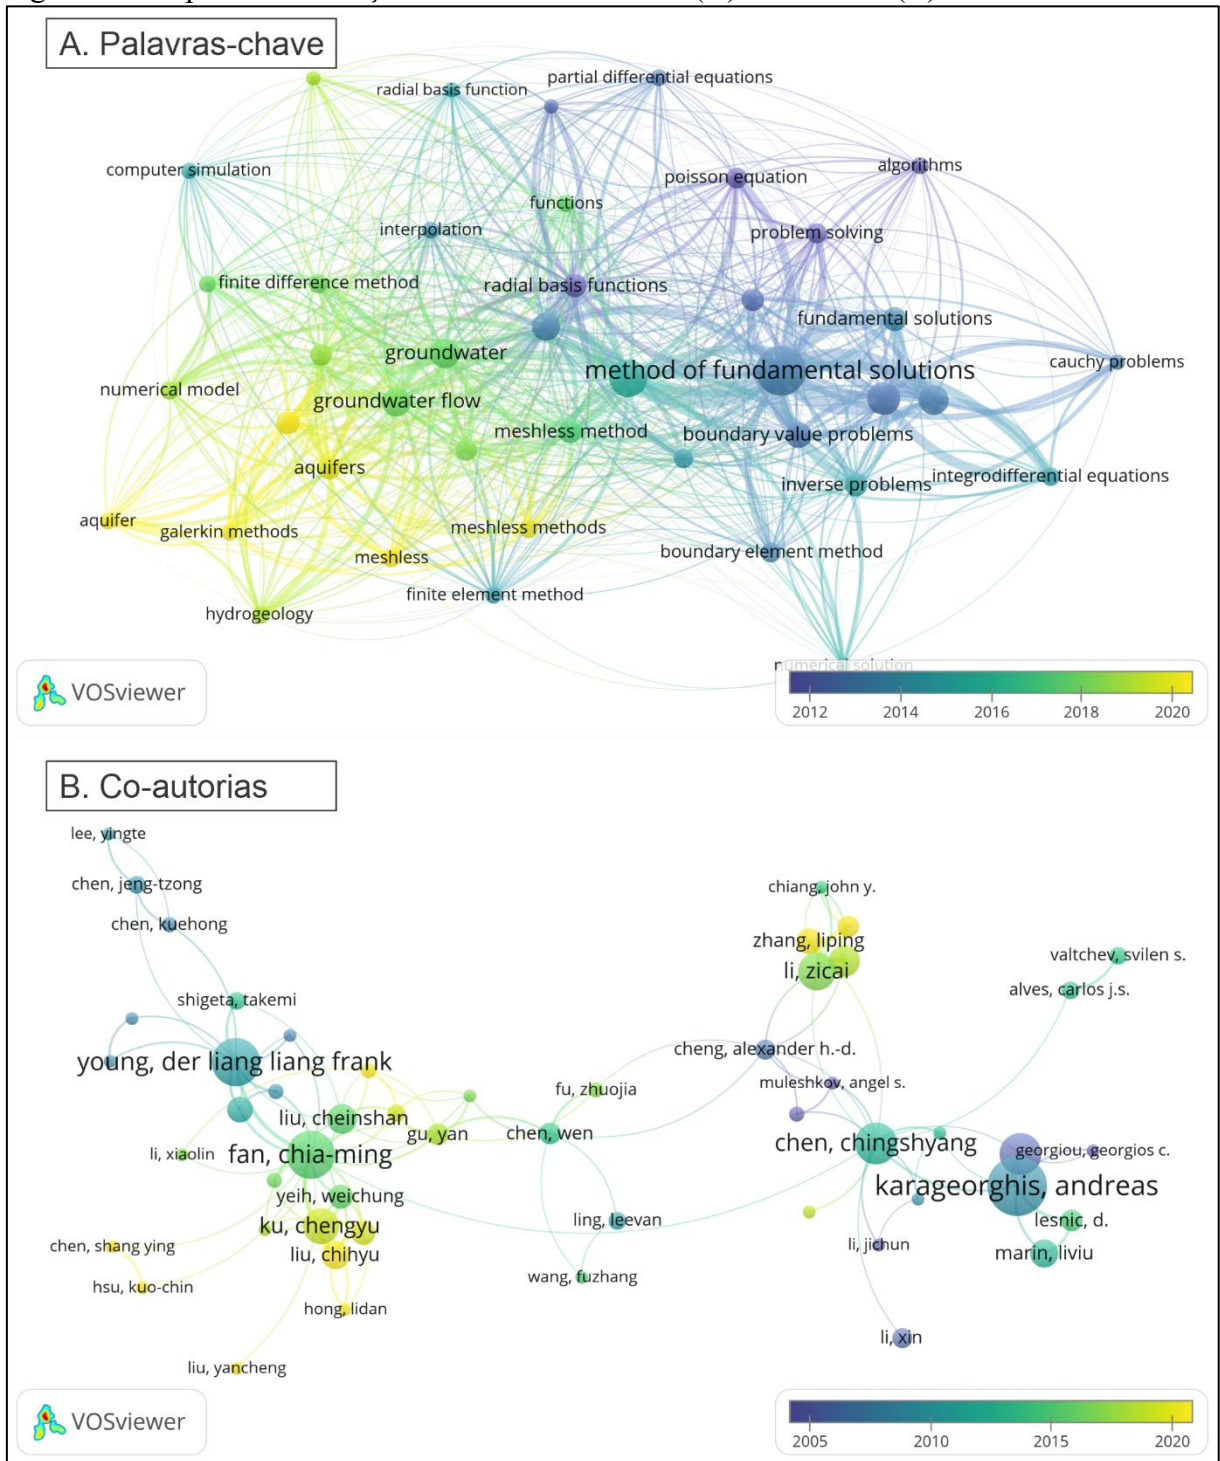 A. Palavras-chave
partial differential equations
radial basis function
computer simulation
algorithms
poisson equation
functions
interpolation
problem solving
finite difference method
radial basis functions
fundamental solutions
groundwater
cauchy problems
method of fundamental solutions
numerical model
groundwater flow
meshless method
boundary value problems
aquifers
integrodifferential equations
inverse problems
aquifer
galerkin methods
meshless methods
meshless
boundary element method
finite element method
hydrogeology
numerical solution
VOSviewer
2012 2014 2016 2018 2020
B. Co-autorias
lee, yingte
chen, jeng-tzong
chiang, john y.
chen, kuehong
zhang, liping
valtchev, svilen s.
li, zicai
alves, carlos j.s.
shigeta, takemi
cheng, alexander h.-d.
young, der liang liang frank
muleshkov, angel s.
fu, zhuojia
liu, cheinshan
gu, yan
chen, wen
chen, chingshyang
georgiou, georgios c.
li, xiaolin
fan, chia-ming
karageorghis, andreas
yeih, weichung
ku, chengyu
ling, leevan
lesnic, d.
chen, shang ying
liu, chihyu
li, jichun
marin, liviu
hsu, kuo-chin
wang, fuzhang
hong, lidan
li, xin
liu, yancheng
VOSviewer
2005 2010 2015 2020